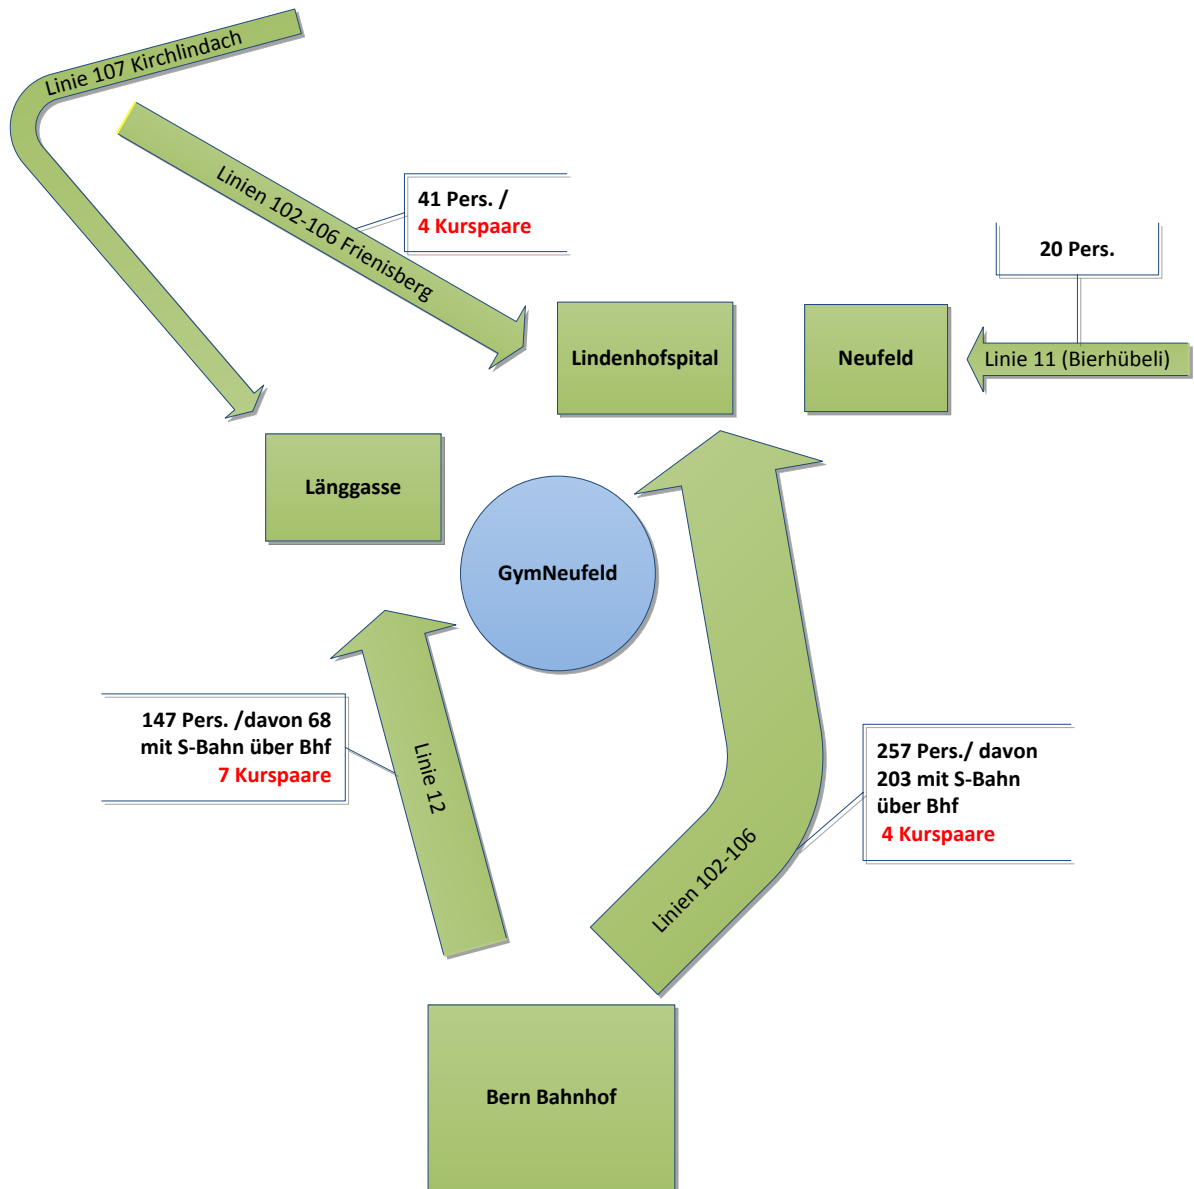 Linie 107 Kirchlindach
Linien 102-106 Frienisberg
41 Pers. /
4 Kurspaare
20 Pers.
Linie 11 (Bierhübeli)
Lindenhofspital
Neufeld
Länggasse
GymNeufeld
147 Pers. /davon 68
mit S-Bahn über Bhf
7 Kurspaare
Linie 12
257 Pers./ davon
203 mit S-Bahn
über Bhf
4 Kurspaare
Linien 102-106
Bern Bahnhof